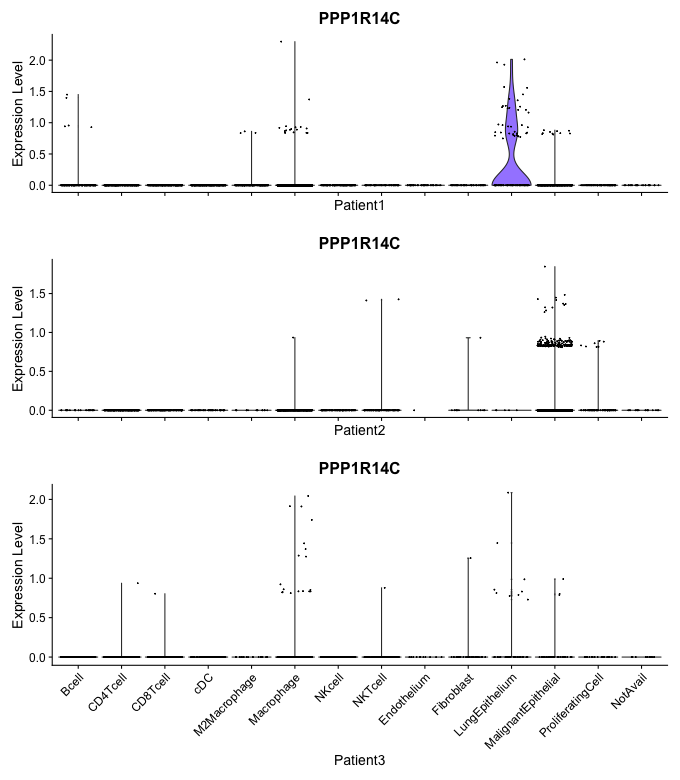 PPP1R14C
Expression Level
2.0
1.5
1.0
0.5
0.0
Patient1
PPP1R14C
Expression Level
1.5
1.0
0.5
0.0
Patient2
PPP1R14C
Expression Level
2.0
1.5
1.0
0.5
0.0
Bcell
CD4Tcell
CD8Tcell
cDC
M2Macrophage
Macrophage
NKcell
NKTcell
Endothelium
Fibroblast
LungEpithelium
MalignantEpithelial
ProliferatingCell
NotAvail
Patient3